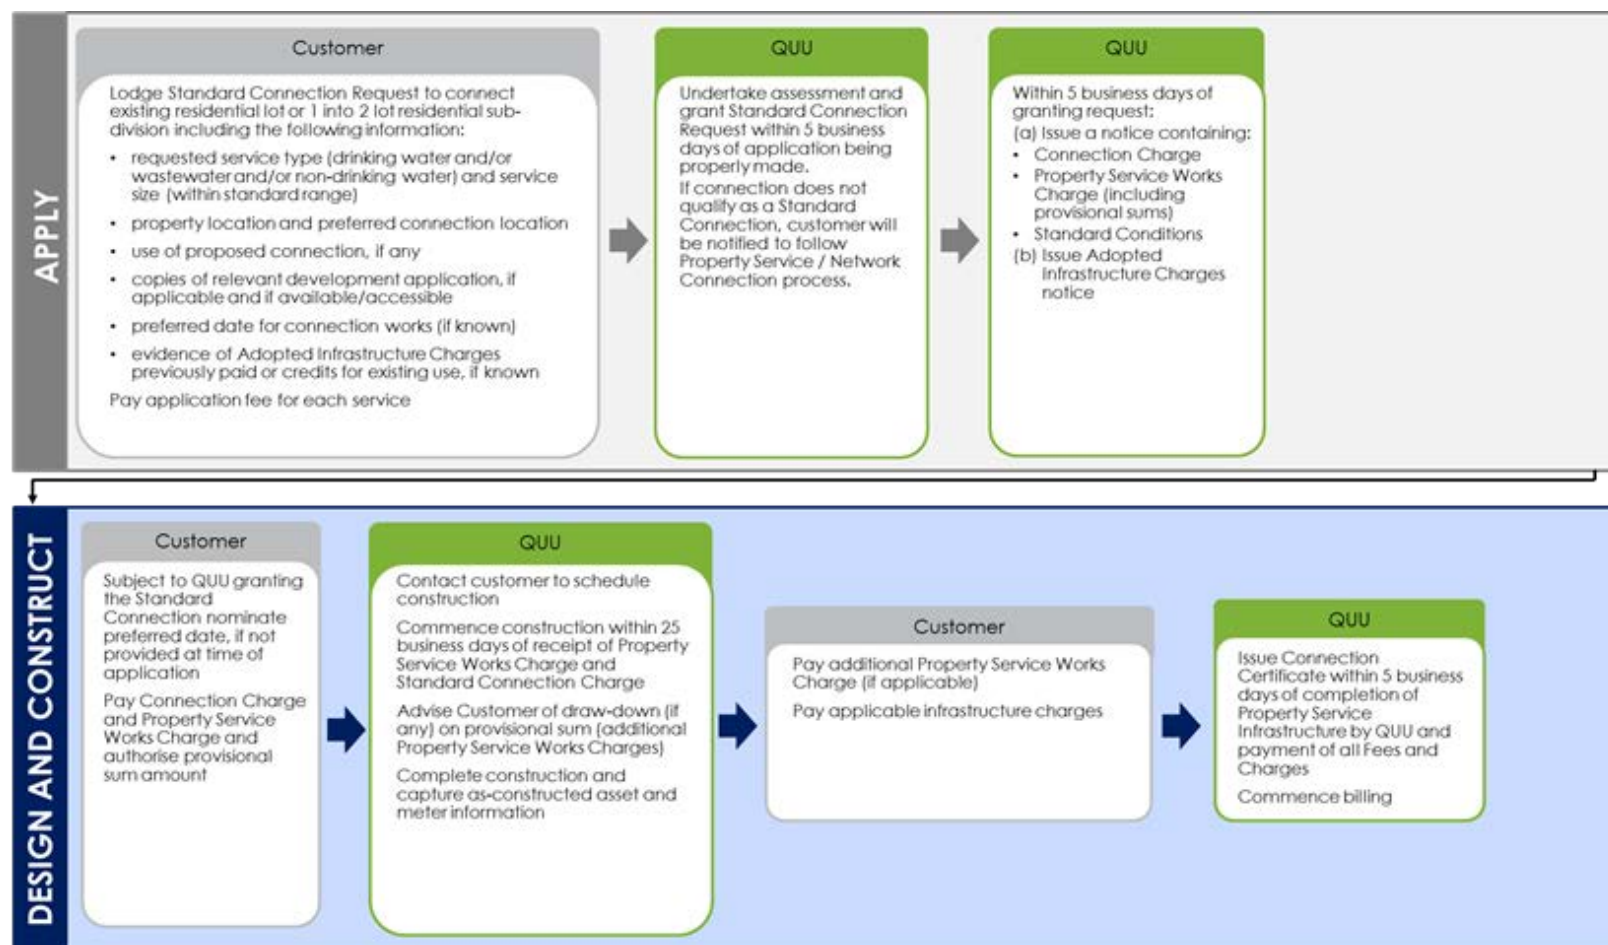 APPLY
Customer
Lodge Standard Connection Request to connect
existing residential lot or 1 into 2 lot residential sub-
division including the following information:
• requested service type (drinking water and/or
wastewater and/or non-drinking water) and service
size (within standard range)
• property location and preferred connection location
• use of proposed connection, if any
• copies of relevant development application, if
applicable and if available/accessible
• preferred date for connection works (if known)
• evidence of Adopted Infrastructure Charges
previously paid or credits for existing use, if known
Pay application fee for each service
QUU
Undertake assessment and
grant Standard Connection
Request within 5 business
days of application being
properly made.
If connection does not
qualify as a Standard
Connection, customer will
be notified to follow
Property Service / Network
Connection process.
QUU
Within 5 business days of
granting request:
(a) Issue a notice containing:
• Connection Charge
• Property Service Works
Charge (including
provisional sums)
• Standard Conditions
(b) Issue Adopted
Infrastructure Charges
notice
DESIGN AND CONSTRUCT
Customer
Subject to QUU granting
the Standard
Connection nominate
preferred date, if not
provided at time of
application
Pay Connection Charge
and Property Service
Works Charge and
authorise provisional
sum amount
QUU
Contact customer to schedule
construction
Commence construction within 25
business days of receipt of Property
Service Works Charge and
Standard Connection Charge
Advise Customer of draw-down (if
any) on provisional sum (additional
Property Service Works Charges)
Complete construction and
capture as-constructed asset and
meter information
Customer
Pay additional Property Service Works
Charge (if applicable)
Pay applicable infrastructure charges
QUU
Issue Connection
Certificate within 5 business
days of completion of
Property Service
Infrastructure by QUU and
payment of all Fees and
Charges
Commence billing